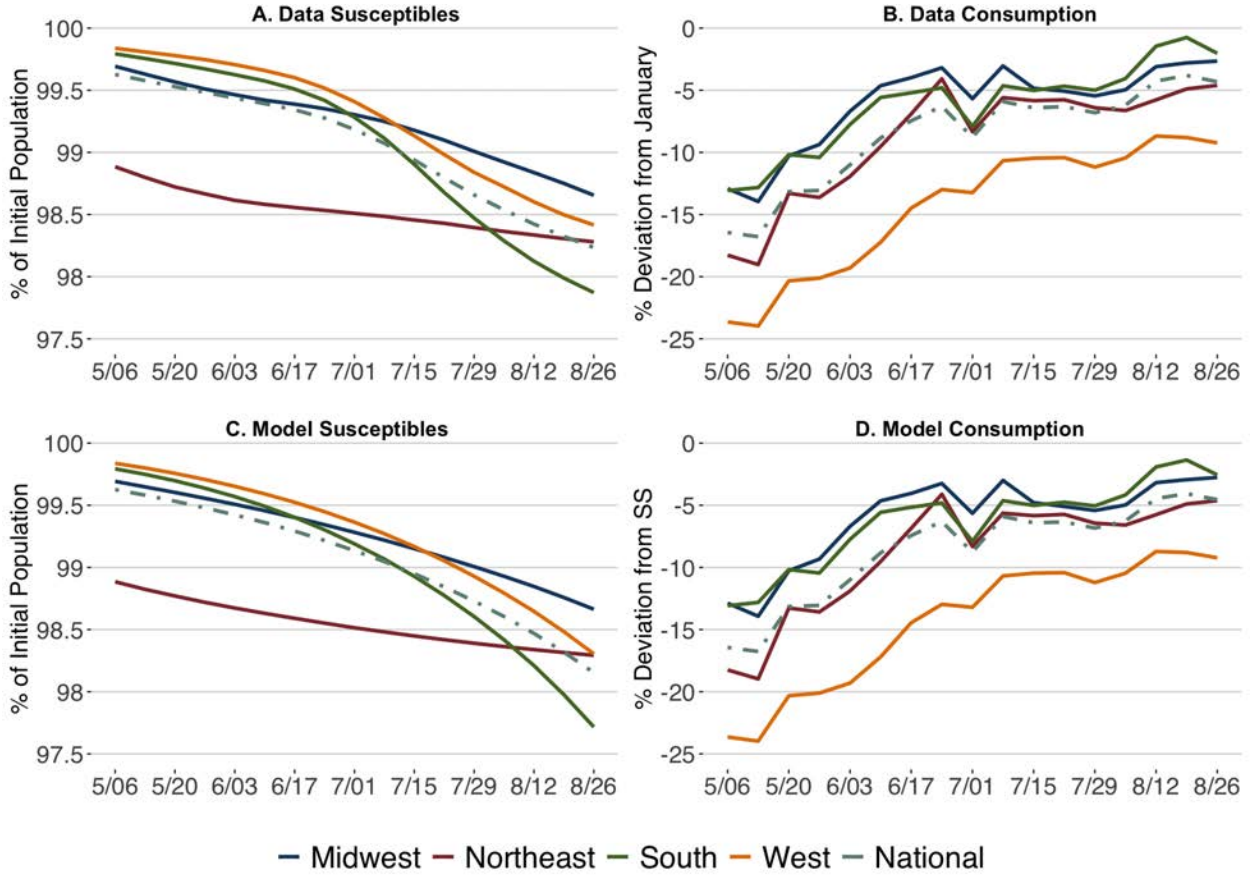 A. Data Susceptibles
% of Initial Population
100
99.5
99
98.5
98
97.5
5/06 5/20 6/03 6/17 7/01 7/15 7/29 8/12 8/26
B. Data Consumption
% Deviation from January
0
-5
-10
-15
-20
-25
5/06 5/20 6/03 6/17 7/01 7/15 7/29 8/12 8/26
C. Model Susceptibles
% of Initial Population
100
99.5
99
98.5
98
97.5
5/06 5/20 6/03 6/17 7/01 7/15 7/29 8/12 8/26
D. Model Consumption
% Deviation from SS
0
-5
-10
-15
-20
-25
5/06 5/20 6/03 6/17 7/01 7/15 7/29 8/12 8/26
Midwest Northeast South West National